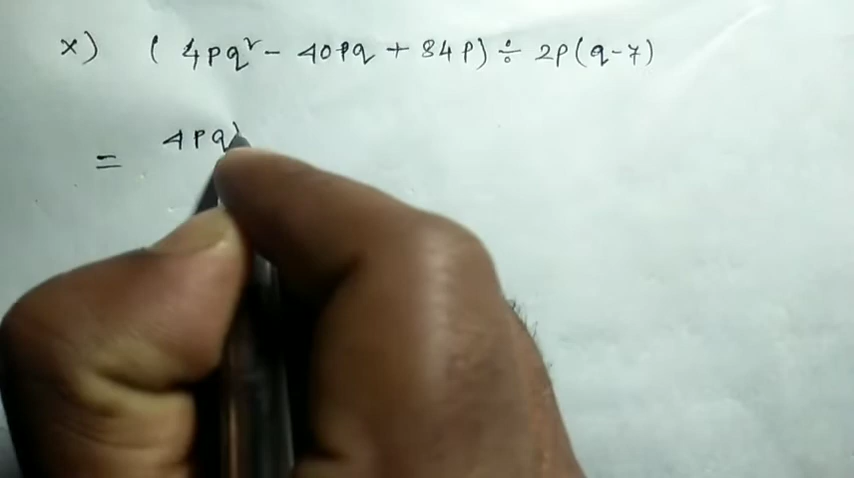 x) ( 4pq² - 40pq + 84p) ÷ 2p(q-7)
= 4pq²